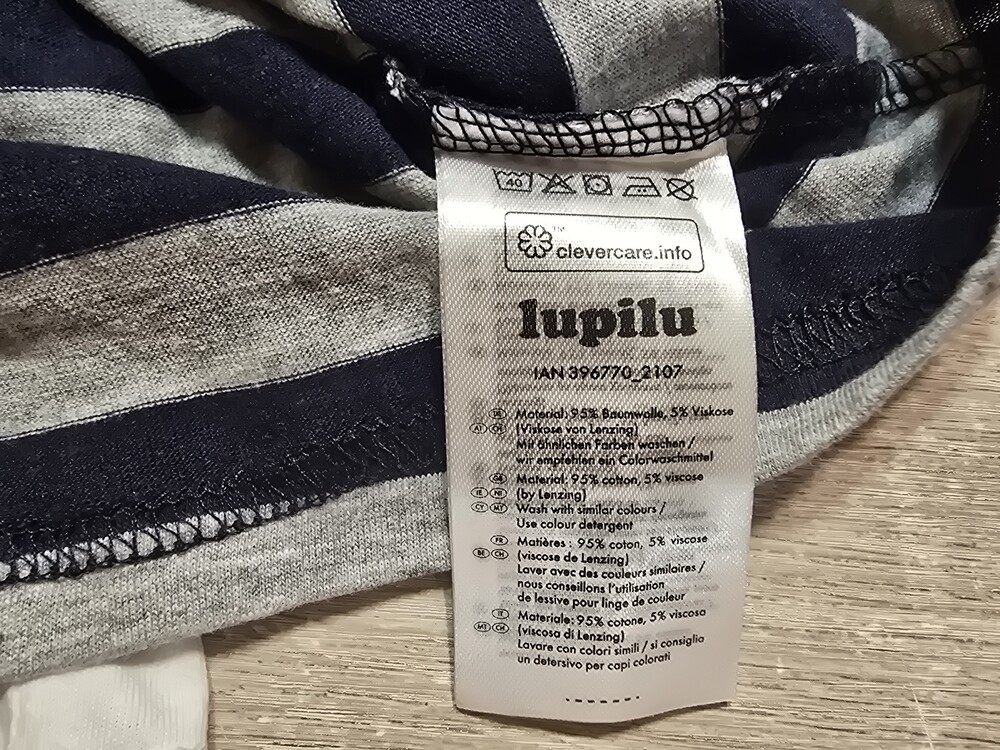 40
clevercare.info
TM
lupilu
IAN 396770_2107
DE Material: 95% Baumwolle, 5% Viskose
AT CH (Viskose von Lenzing)
Mit ähnlichen Farben waschen /
wir empfehlen ein Colorwaschmittel
GB Material: 95% cotton, 5% viscose
IE NI (by Lenzing)
CY MT Wash with similar colours /
Use colour detergent
FR Matières : 95% coton, 5% viscose
BE CH (viscose de Lenzing)
Laver avec des couleurs similaires /
nous conseillons l'utilisation
de lessive pour linge de couleur
IT Materiale: 95% cotone, 5% viscosa
MT CH (viscosa di Lenzing)
Lavare con colori simili / si consiglia
un detersivo per capi colorati